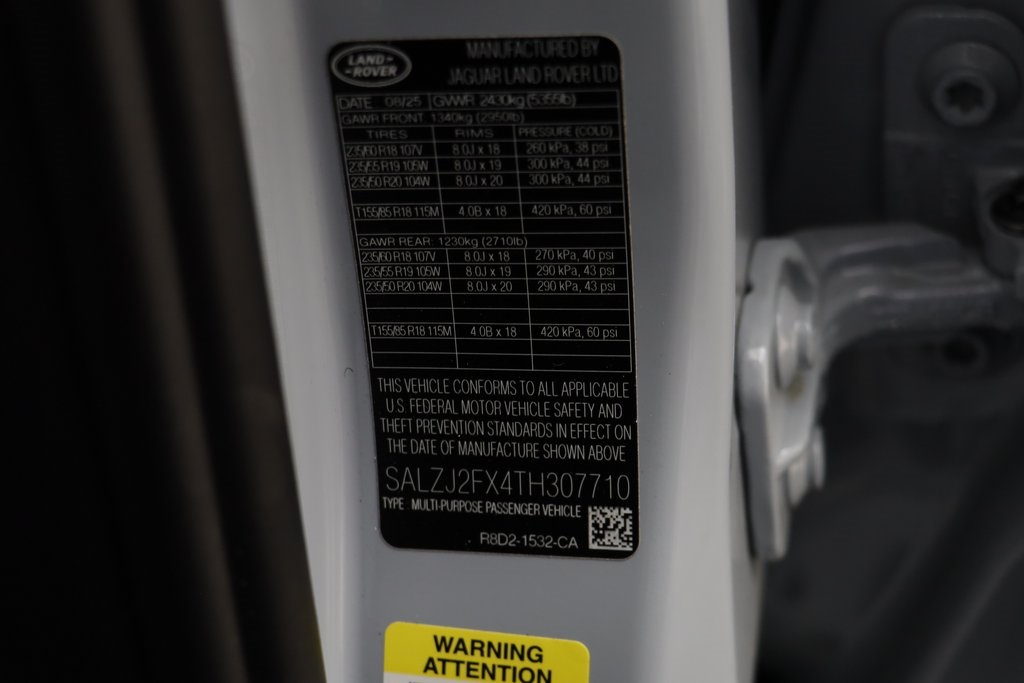 LAND-
-ROVER
MANUFACTURED BY
JAGUAR LAND ROVER LTD
DATE 08/25 GVWR 2430kg (5355lb)
GAWR FRONT: 1340kg (2950lb)
TIRES RIMS PRESSURE (COLD)
235/60 R18 107V 8.0J x 18 260 kPa, 38 psi
235/55 R19 105W 8.0J x 19 300 kPa, 44 psi
235/50 R20 104W 8.0J x 20 300 kPa, 44 psi
T155/85 R18 115M 4.0B x 18 420 kPa, 60 psi
GAWR REAR: 1230kg (2710lb)
235/60 R18 107V 8.0J x 18 270 kPa, 40 psi
235/55 R19 105W 8.0J x 19 290 kPa, 43 psi
235/50 R20 104W 8.0J x 20 290 kPa, 43 psi
T155/85 R18 115M 4.0B x 18 420 kPa, 60 psi
THIS VEHICLE CONFORMS TO ALL APPLICABLE
U.S. FEDERAL MOTOR VEHICLE SAFETY AND
THEFT PREVENTION STANDARDS IN EFFECT ON
THE DATE OF MANUFACTURE SHOWN ABOVE
SALZJ2FX4TH307710
TYPE : MULTI-PURPOSE PASSENGER VEHICLE
R8D2-1532-CA
WARNING
ATTENTION